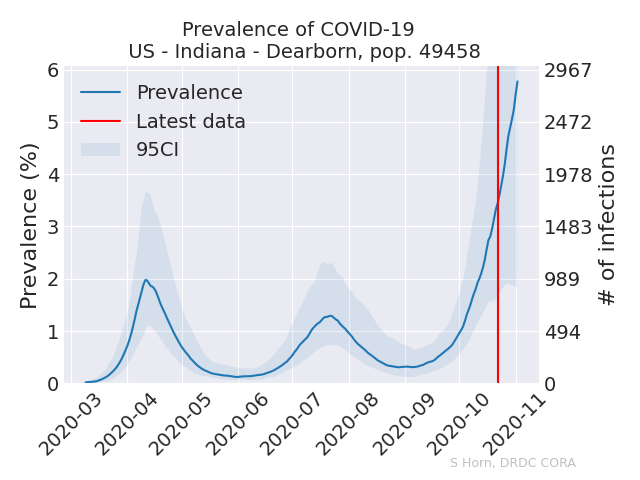 Prevalence of COVID-19
US - Indiana - Dearborn, pop. 49458
Prevalence
Latest data
95CI
Prevalence (%)
6
5
4
3
2
1
0
2967
2472
1978
1483
989
494
0
# of infections
2020-03
2020-04
2020-05
2020-06
2020-07
2020-08
2020-09
2020-10
2020-11
S Horn, DRDC CORA